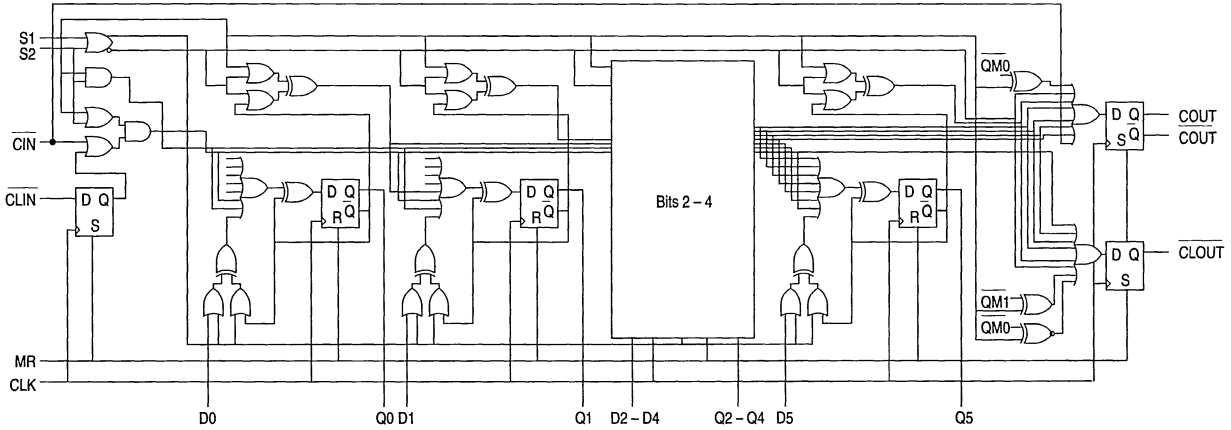 S1
S2
CIN
CLIN
D Q
S
MR
CLK
D Q
Q
R
D Q
Q
R
Bits 2 – 4
D Q
Q
R
QM0
QM1
QM0
D Q
Q
S
COUT
COUT
D Q
S
CLOUT
D0
Q0
D1
Q1
D2 – D4
Q2 – Q4
D5
Q5